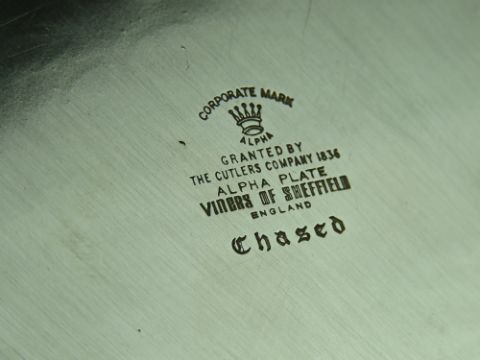 CORPORATE MARK
ALPHA
GRANTED BY
THE CUTLERS COMPANY 1836
ALPHA PLATE
VINERS OF SHEFFIELD
ENGLAND
Chased